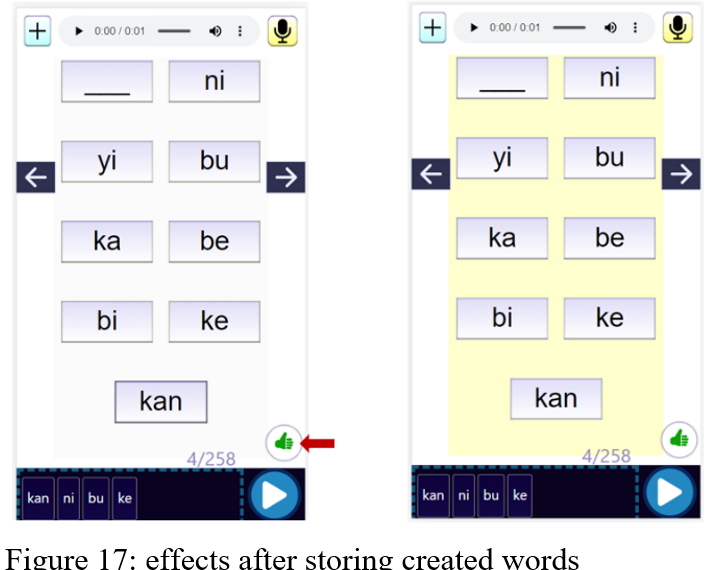 + 0:00 / 0:01
___ ni
yi bu
← →
ka be
bi ke
kan
4/258
kan ni bu ke
+ 0:00 / 0:01
___ ni
yi bu
← →
ka be
bi ke
kan
4/258
kan ni bu ke
Figure 17: effects after storing created words